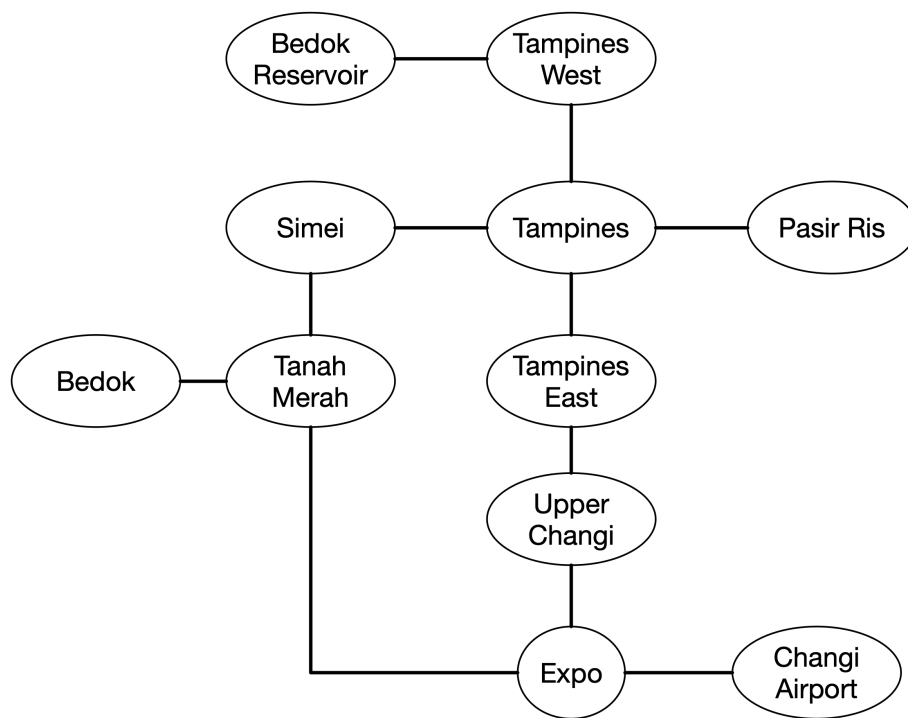 Bedok
Reservoir
Tampines
West
Simei
Tampines
Pasir Ris
Bedok
Tanah
Merah
Tampines
East
Upper
Changi
Expo
Changi
Airport